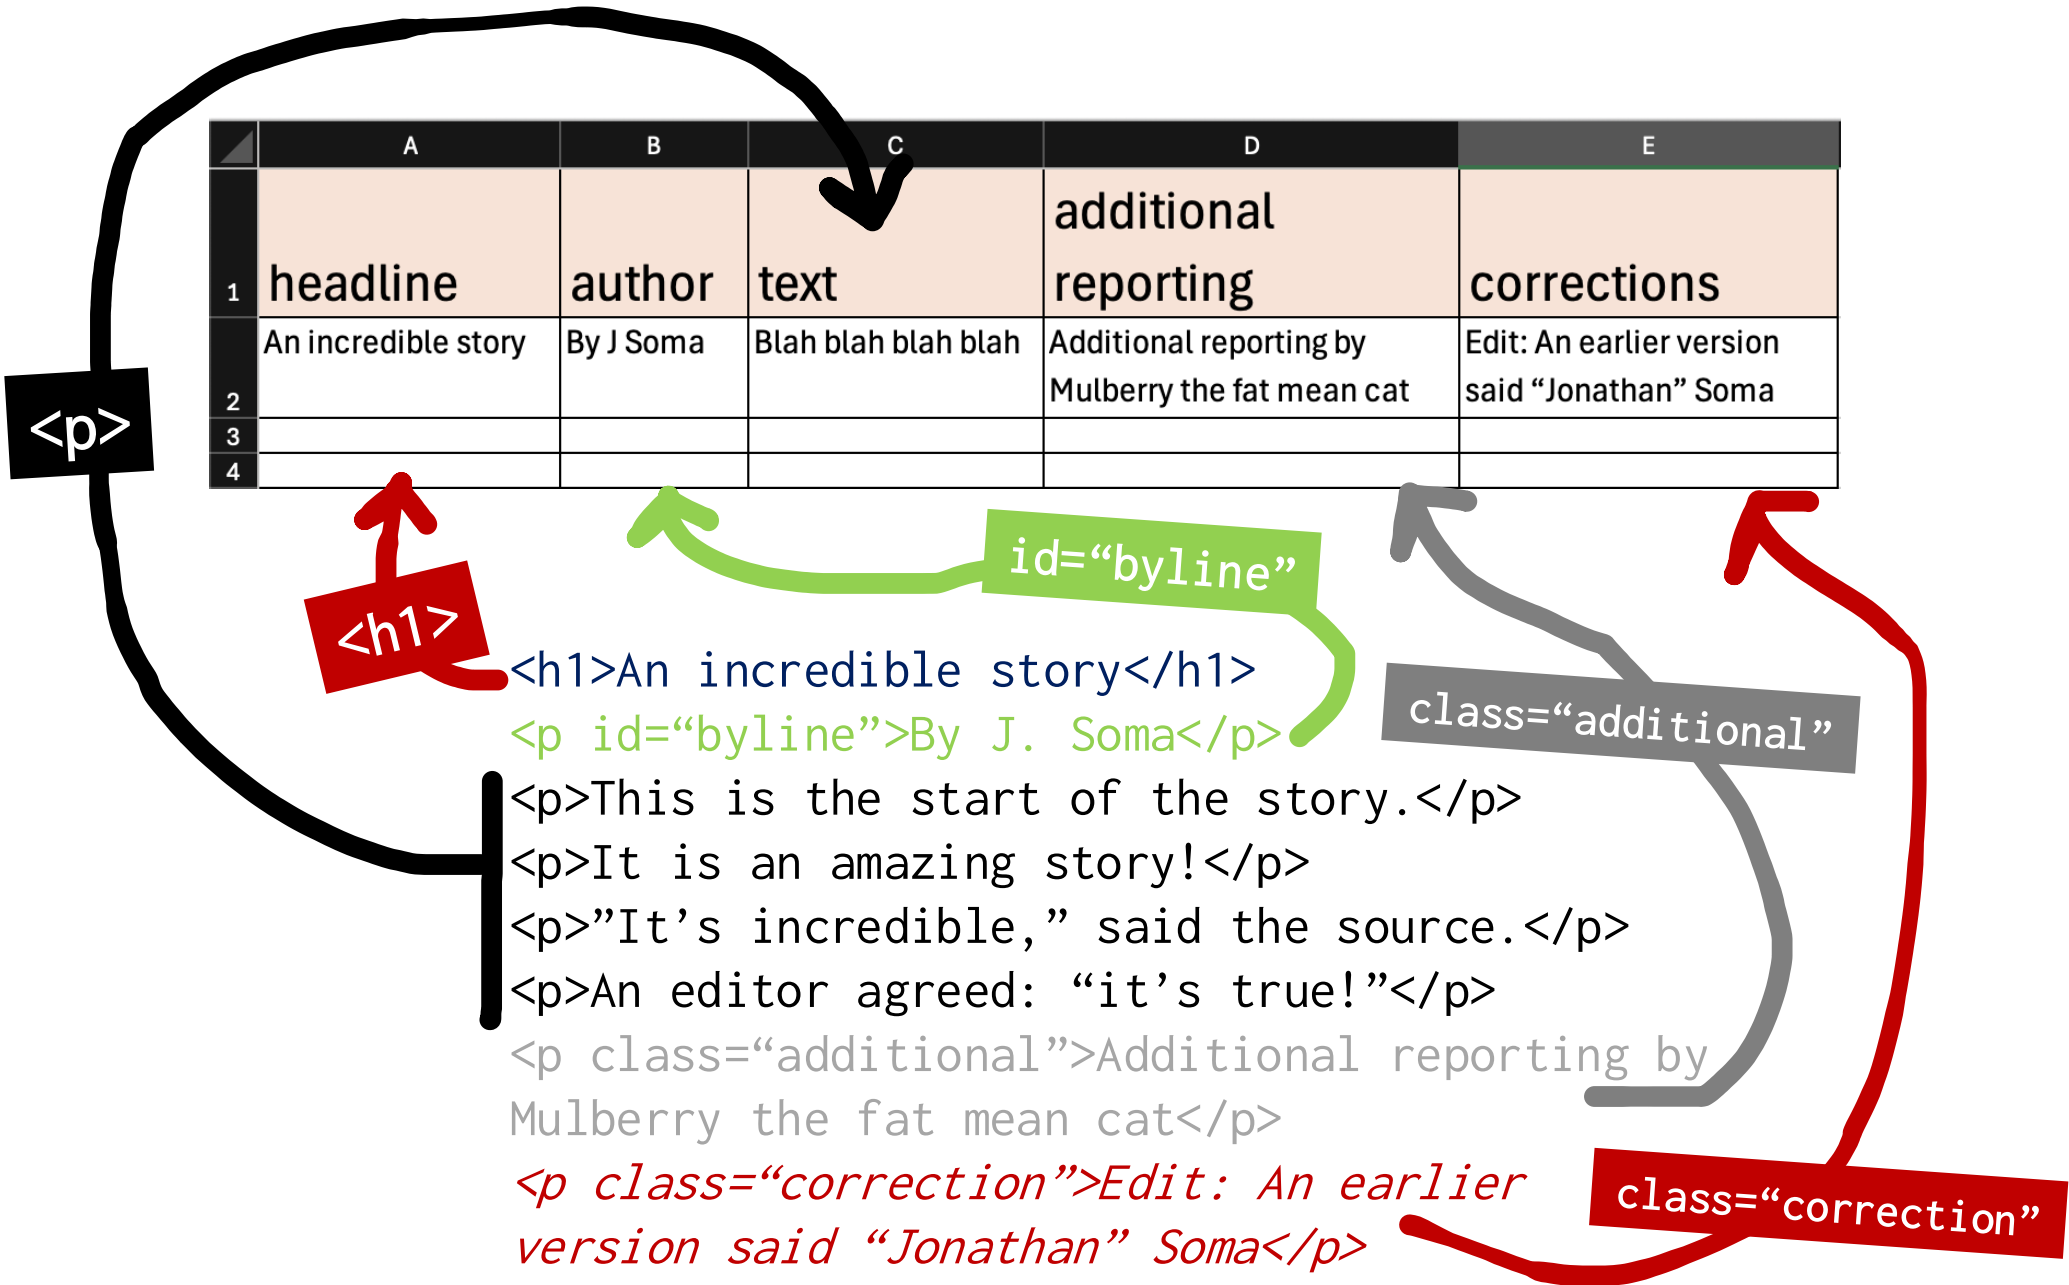 A B C D E
1 headline author text additional reporting corrections
2 An incredible story By J Soma Blah blah blah blah Additional reporting by Mulberry the fat mean cat Edit: An earlier version said “Jonathan” Soma
3
4
<p>
<h1>
id=“byline”
class=“additional”
<h1>An incredible story</h1>
<p id=“byline”>By J. Soma</p>
<p>This is the start of the story.</p>
<p>It is an amazing story!</p>
<p>”It’s incredible,” said the source.</p>
<p>An editor agreed: “it’s true!”</p>
<p class=“additional”>Additional reporting by
Mulberry the fat mean cat</p>
<p class=“correction”>Edit: An earlier
version said “Jonathan” Soma</p>
class=“correction”